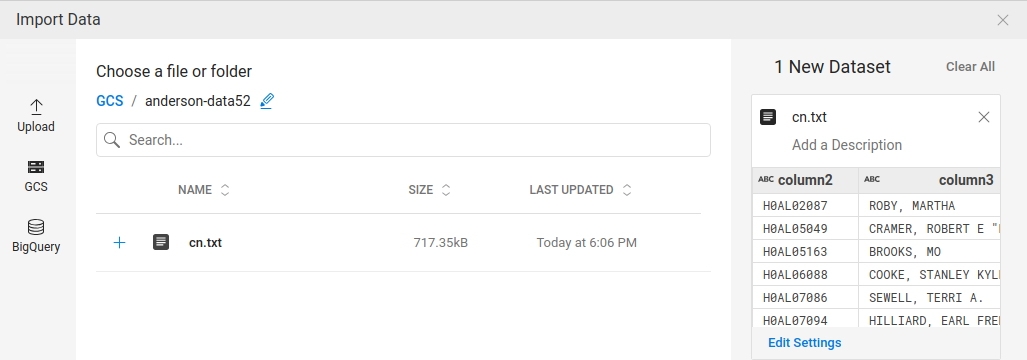 Import Data
Upload
GCS
BigQuery
Choose a file or folder
GCS / anderson-data52
Search...
NAME SIZE LAST UPDATED
cn.txt 717.35kB Today at 6:06 PM
1 New Dataset Clear All
cn.txt
Add a Description
ABC column2 ABC column3
H0AL02087 ROBY, MARTHA
H0AL05049 CRAMER, ROBERT E "
H0AL05163 BROOKS, MO
H0AL06088 COOKE, STANLEY KYL
H0AL07086 SEWELL, TERRI A.
H0AL07094 HILLIARD, EARL FRE
Edit Settings